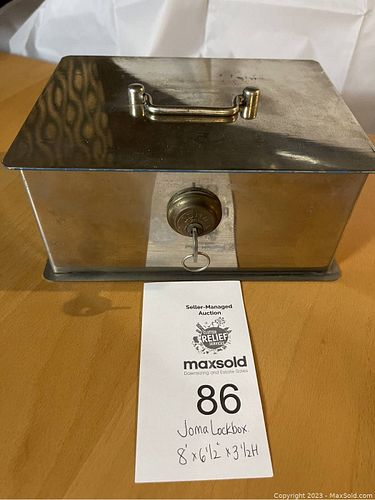 Seller-Managed
Auction
RELIEF
maxsold
Downsizing and Estate Sales
86
Joma Lockbox.
8" x 6 1/2" x 3 1/2 H
Copyright 2023 - MaxSold.com